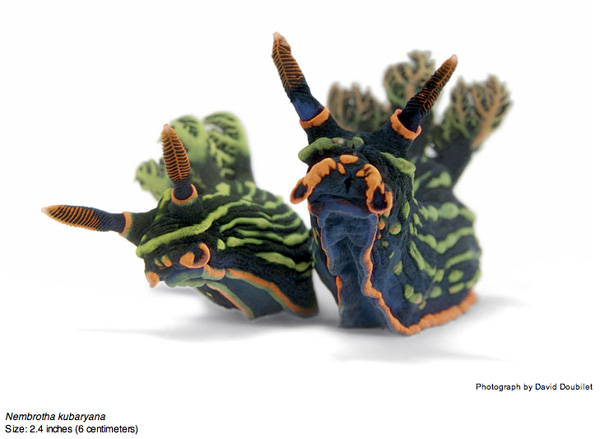 Photograph by David Doubilet
Nembrotha kubaryana
Size: 2.4 inches (6 centimeters)